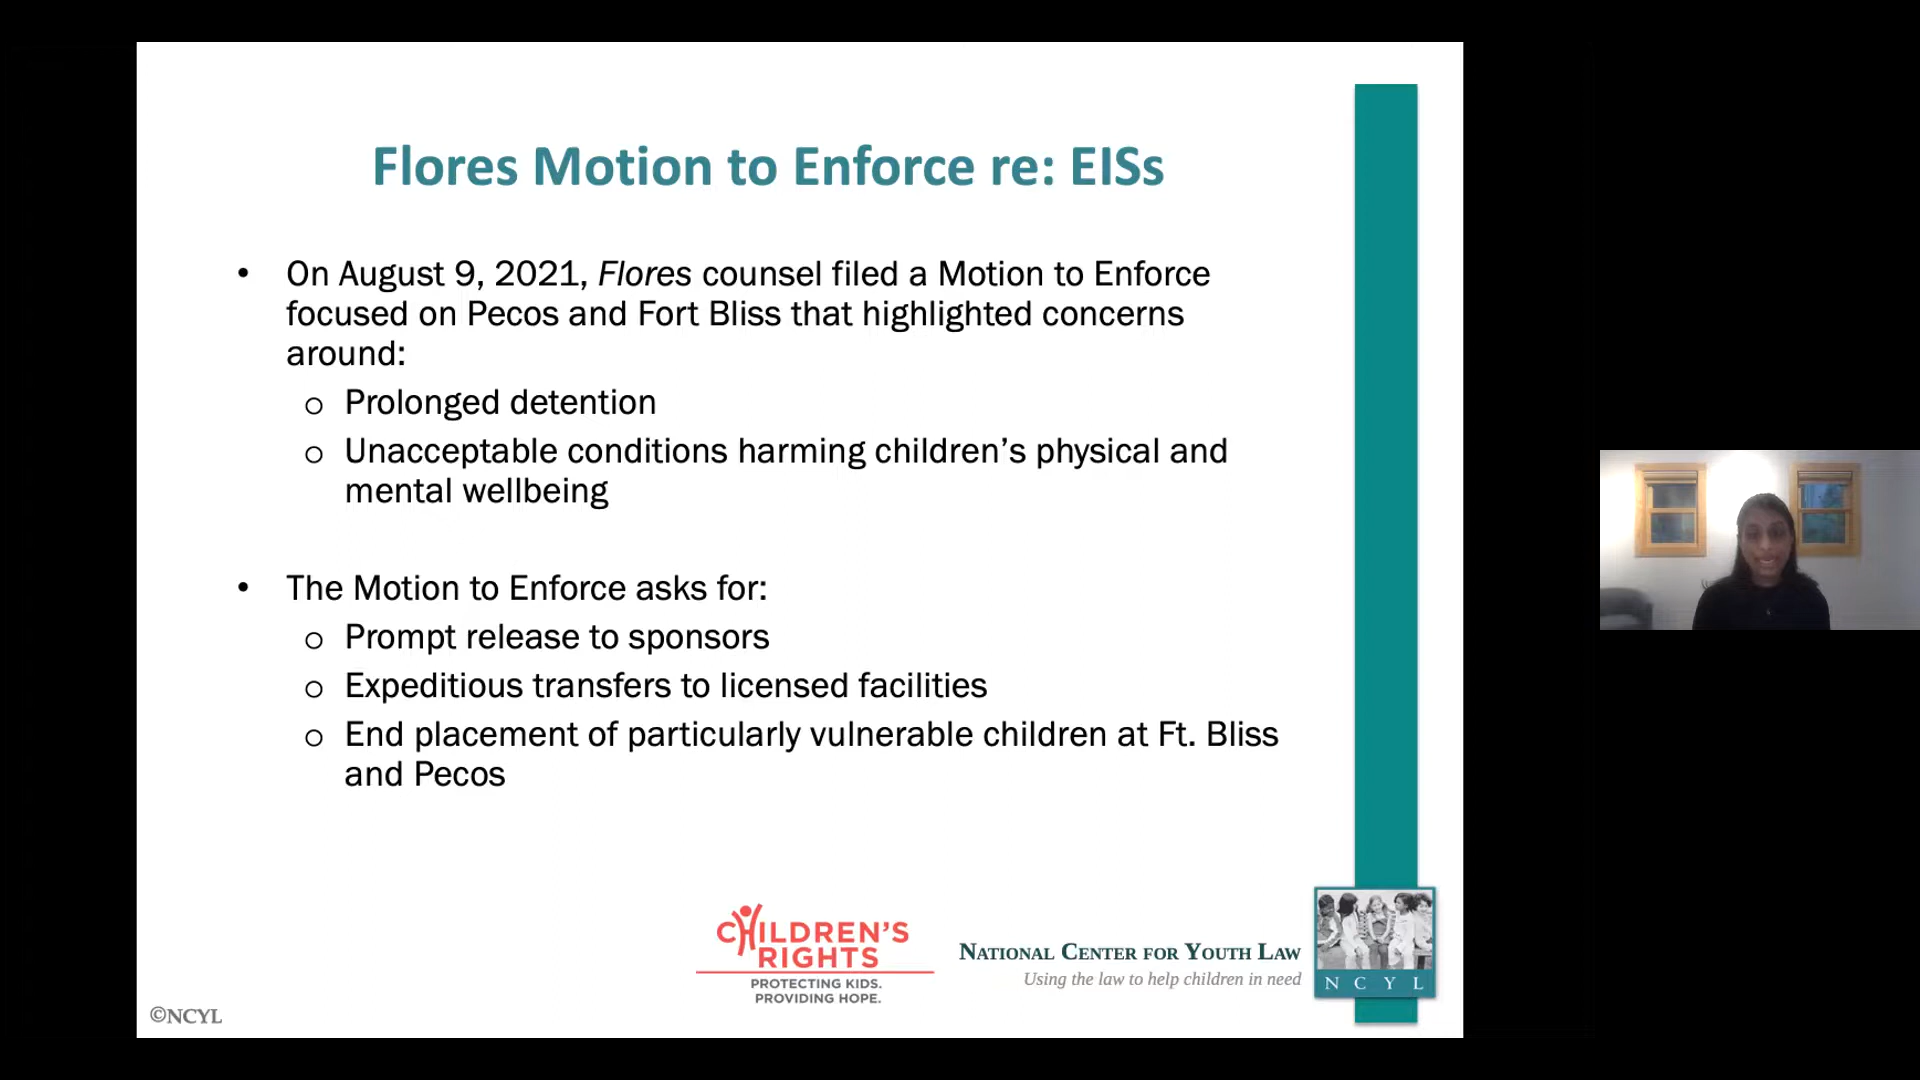 Flores Motion to Enforce re: EISs
• On August 9, 2021, Flores counsel filed a Motion to Enforce
focused on Pecos and Fort Bliss that highlighted concerns
around:
o Prolonged detention
o Unacceptable conditions harming children’s physical and
mental wellbeing
• The Motion to Enforce asks for:
o Prompt release to sponsors
o Expeditious transfers to licensed facilities
o End placement of particularly vulnerable children at Ft. Bliss
and Pecos
CHILDREN’S
RIGHTS
PROTECTING KIDS.
PROVIDING HOPE.
National Center for Youth Law
Using the law to help children in need
N C Y L
©NCYL